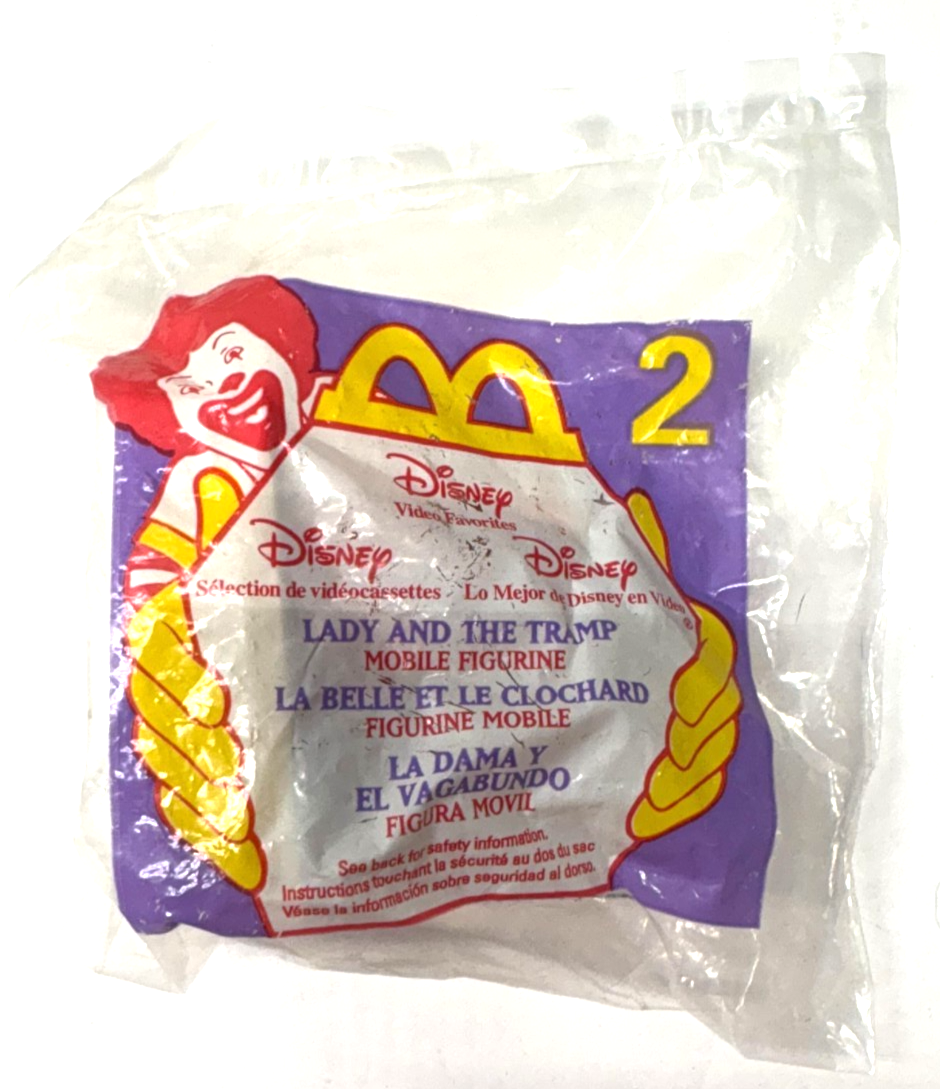 2
Disney
Video Favorites
Disney Disney
Sélection de vidéocassettes Lo Mejor de Disney en Video
®
LADY AND THE TRAMP
MOBILE FIGURINE
LA BELLE ET LE CLOCHARD
FIGURINE MOBILE
LA DAMA Y
EL VAGABUNDO
FIGURA MOVIL
See back for safety information.
Instructions touchant la sécurité au dos du sac
Véase la información sobre seguridad al dorso.